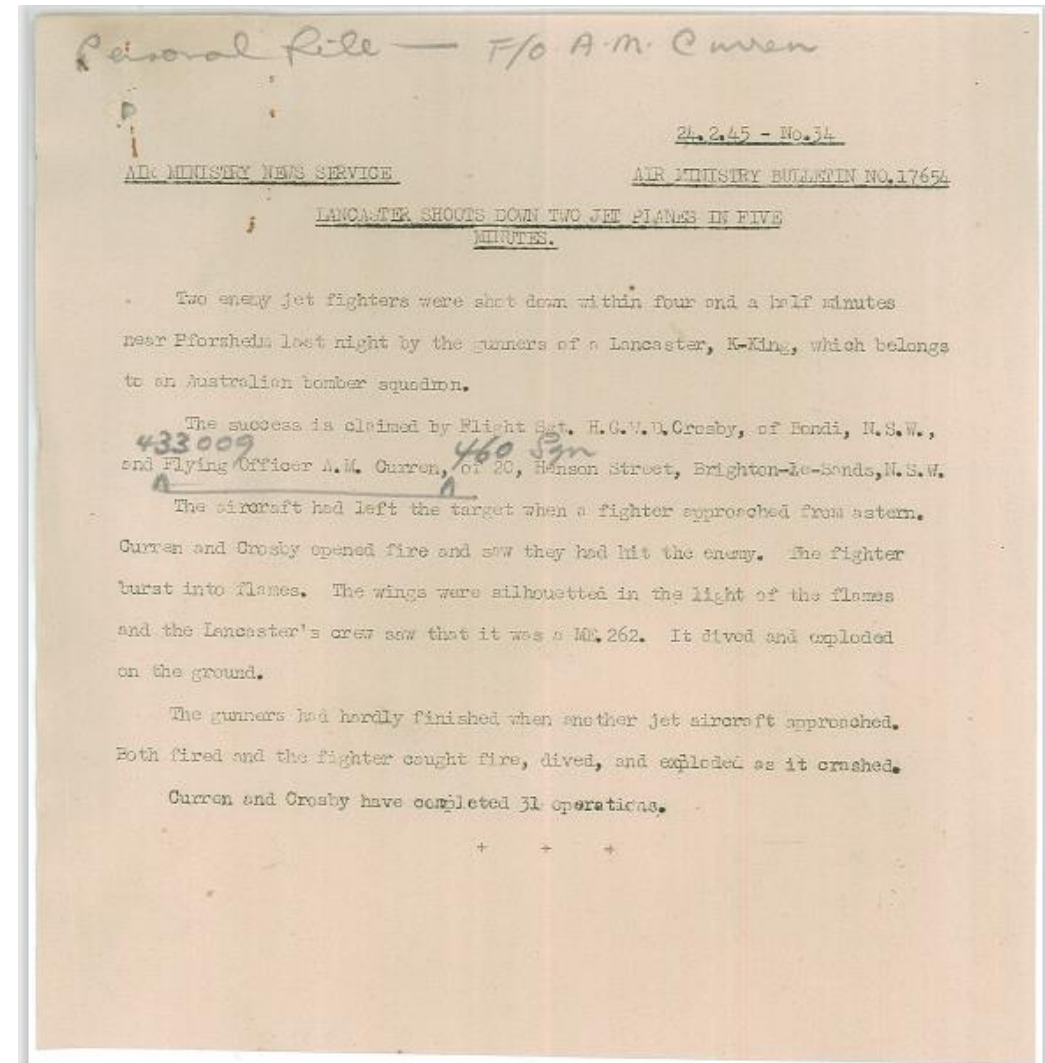 Personal file — F/O A.M. Curren
24.2.45 - No.34
AIR MINISTRY NEWS SERVICE AIR MINISTRY BULLETIN NO.17654
LANCASTER SHOOTS DOWN TWO JET PLANES IN FIVE
MINUTES.
Two enemy jet fighters were shot down within four and a half minutes
near Pforzheim last night by the gunners of a Lancaster, K-King, which belongs
to an Australian bomber squadron.
The success is claimed by Flight Sgt. H.G.W.D.Crosby, of Bondi, N.S.W.,
433009 460 Sqn
and Flying Officer A.M. Curren, of 20, Henson Street, Brighton-Le-Sands,N.S.W.
The aircraft had left the target when a fighter approached from astern.
Curren and Crosby opened fire and saw they had hit the enemy. The fighter
burst into flames. The wings were silhouetted in the light of the flames
and the Lancaster's crew saw that it was a ME.262. It dived and exploded
on the ground.
The gunners had hardly finished when another jet aircraft approached.
Both fired and the fighter caught fire, dived, and exploded as it crashed.
Curren and Crosby have completed 31 operations.
+ + +